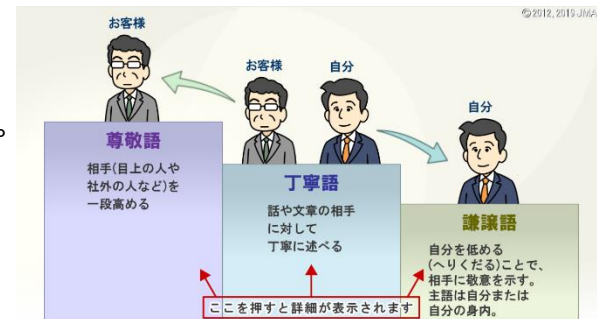 ©2012, 2019 JMA
お客様
お客様
自分
自分
尊敬語
相手(目上の人や
社外の人など)を
一段高める
丁寧語
話や文章の相手
に対して
丁寧に述べる
謙譲語
自分を低める
(へりくだる)ことで、
相手に敬意を示す。
主語は自分または
自分の身内。
ここを押すと詳細が表示されます
。